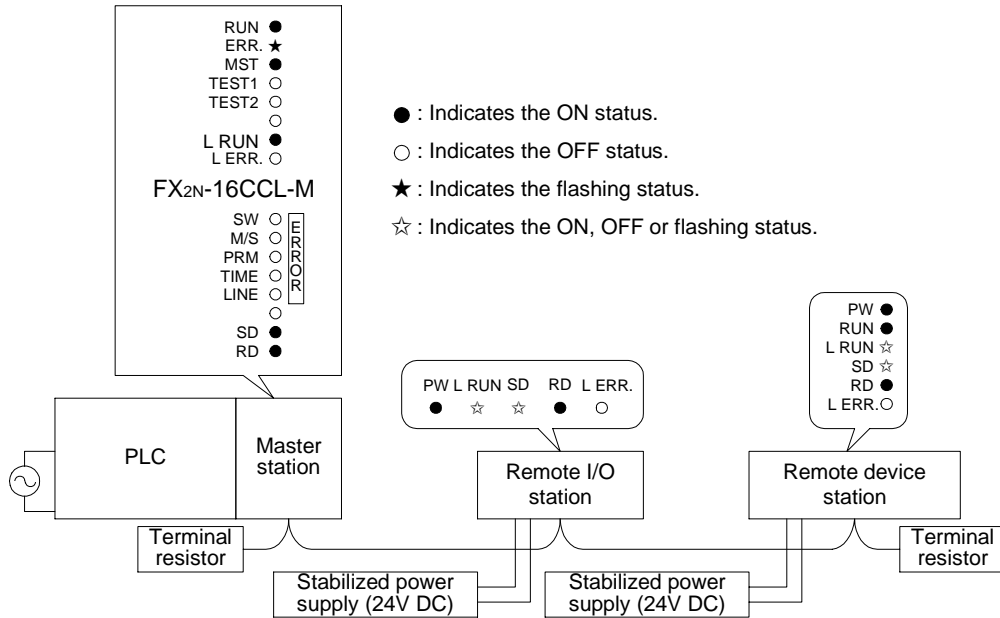 RUN ●
ERR. ★
MST ●
TEST1 ○
TEST2 ○
○
L RUN ●
L ERR. ○
FX2N-16CCL-M
SW ○
M/S ○
PRM ○
TIME ○
LINE ○
○
SD ●
RD ●
ERROR
● : Indicates the ON status.
○ : Indicates the OFF status.
★ : Indicates the flashing status.
☆ : Indicates the ON, OFF or flashing status.
PW L RUN SD RD L ERR.
● ☆ ☆ ● ○
PW ●
RUN ●
L RUN ☆
SD ☆
RD ●
L ERR. ○
PLC
Master
station
Remote I/O
station
Remote device
station
Terminal
resistor
Terminal
resistor
Stabilized power
supply (24V DC)
Stabilized power
supply (24V DC)